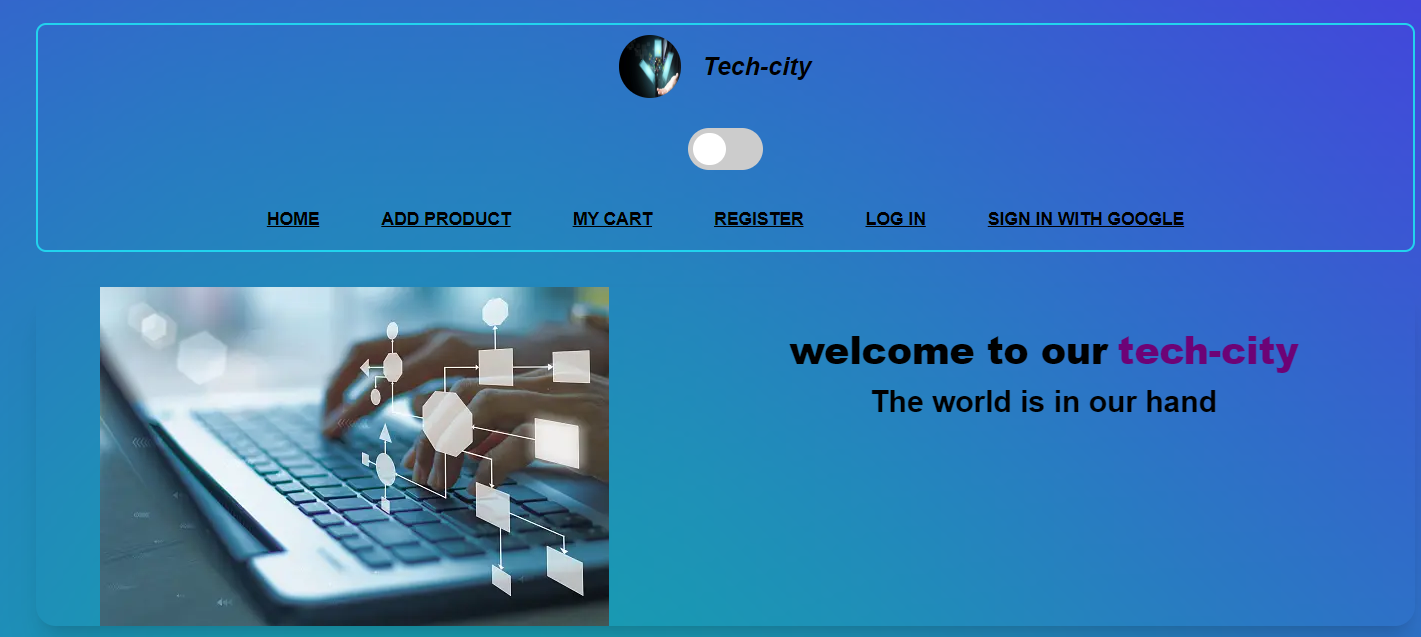 Tech-city
HOME ADD PRODUCT MY CART REGISTER LOG IN SIGN IN WITH GOOGLE
welcome to our tech-city
The world is in our hand